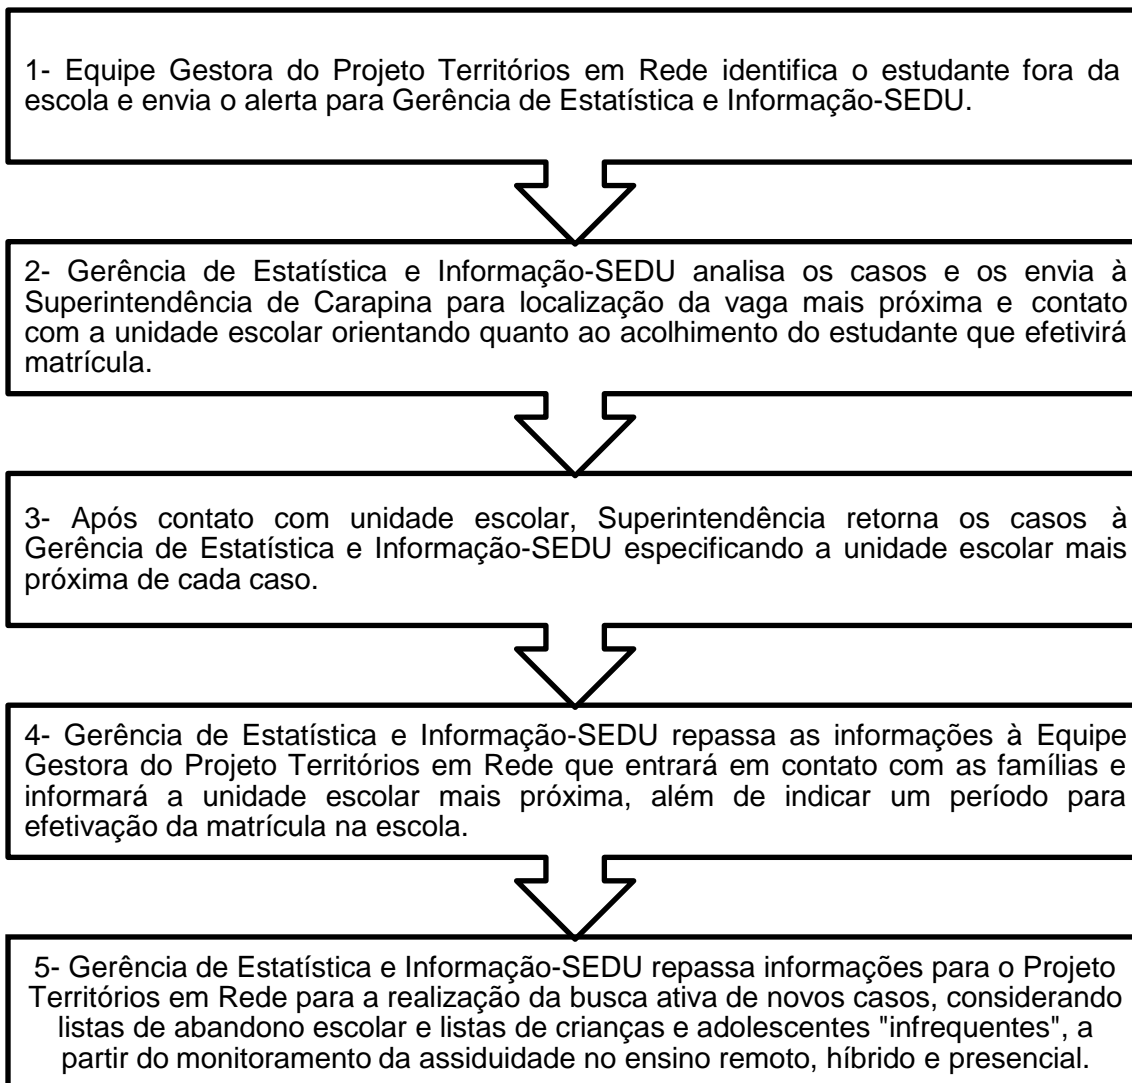 1- Equipe Gestora do Projeto Territórios em Rede identifica o estudante fora da
escola e envia o alerta para Gerência de Estatística e Informação-SEDU.
2- Gerência de Estatística e Informação-SEDU analisa os casos e os envia à
Superintendência de Carapina para localização da vaga mais próxima e contato
com a unidade escolar orientando quanto ao acolhimento do estudante que efetivirá
matrícula.
3- Após contato com unidade escolar, Superintendência retorna os casos à
Gerência de Estatística e Informação-SEDU especificando a unidade escolar mais
próxima de cada caso.
4- Gerência de Estatística e Informação-SEDU repassa as informações à Equipe
Gestora do Projeto Territórios em Rede que entrará em contato com as famílias e
informará a unidade escolar mais próxima, além de indicar um período para
efetivação da matrícula na escola.
5- Gerência de Estatística e Informação-SEDU repassa informações para o Projeto
Territórios em Rede para a realização da busca ativa de novos casos, considerando
listas de abandono escolar e listas de crianças e adolescentes "infrequentes", a
partir do monitoramento da assiduidade no ensino remoto, híbrido e presencial.